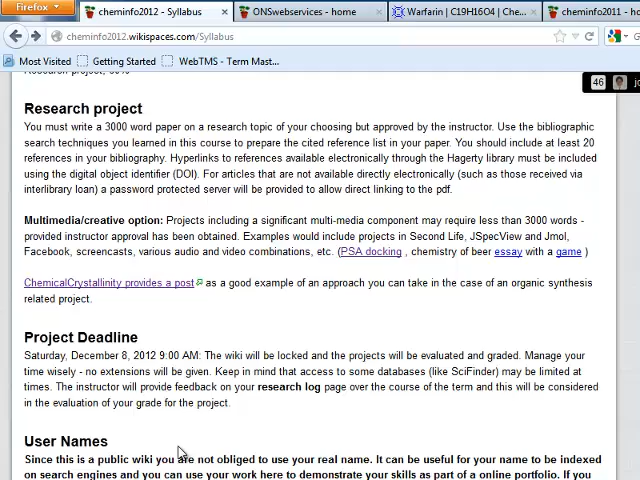 Firefox
cheminfo2012 - Syllabus
ONSwebservices - home
Warfarin | C19H16O4 | Che...
cheminfo2011 - ho
cheminfo2012.wikispaces.com/Syllabus
Most Visited
Getting Started
WebTMS - Term Mast...
Research project, 50%
46
Research project
You must write a 3000 word paper on a research topic of your choosing but approved by the instructor. Use the bibliographic
search techniques you learned in this course to prepare the cited reference list in your paper. You should include at least 20
references in your bibliography. Hyperlinks to references available electronically through the Hagerty library must be included
using the digital object identifier (DOI). For articles that are not available directly electronically (such as those received via
interlibrary loan) a password protected server will be provided to allow direct linking to the pdf.
Multimedia/creative option: Projects including a significant multi-media component may require less than 3000 words -
provided instructor approval has been obtained. Examples would include projects in Second Life, JSpecView and Jmol,
Facebook, screencasts, various audio and video combinations, etc. (PSA docking , chemistry of beer essay with a game )
ChemicalCrystallinity provides a post as a good example of an approach you can take in the case of an organic synthesis
related project.
Project Deadline
Saturday, December 8, 2012 9:00 AM: The wiki will be locked and the projects will be evaluated and graded. Manage your
time wisely - no extensions will be given. Keep in mind that access to some databases (like SciFinder) may be limited at
times. The instructor will provide feedback on your research log page over the course of the term and this will be considered
in the evaluation of your grade for the project.
User Names
Since this is a public wiki you are not obliged to use your real name. It can be useful for your name to be indexed
on search engines and you can use your work here to demonstrate your skills as part of a online portfolio. If you